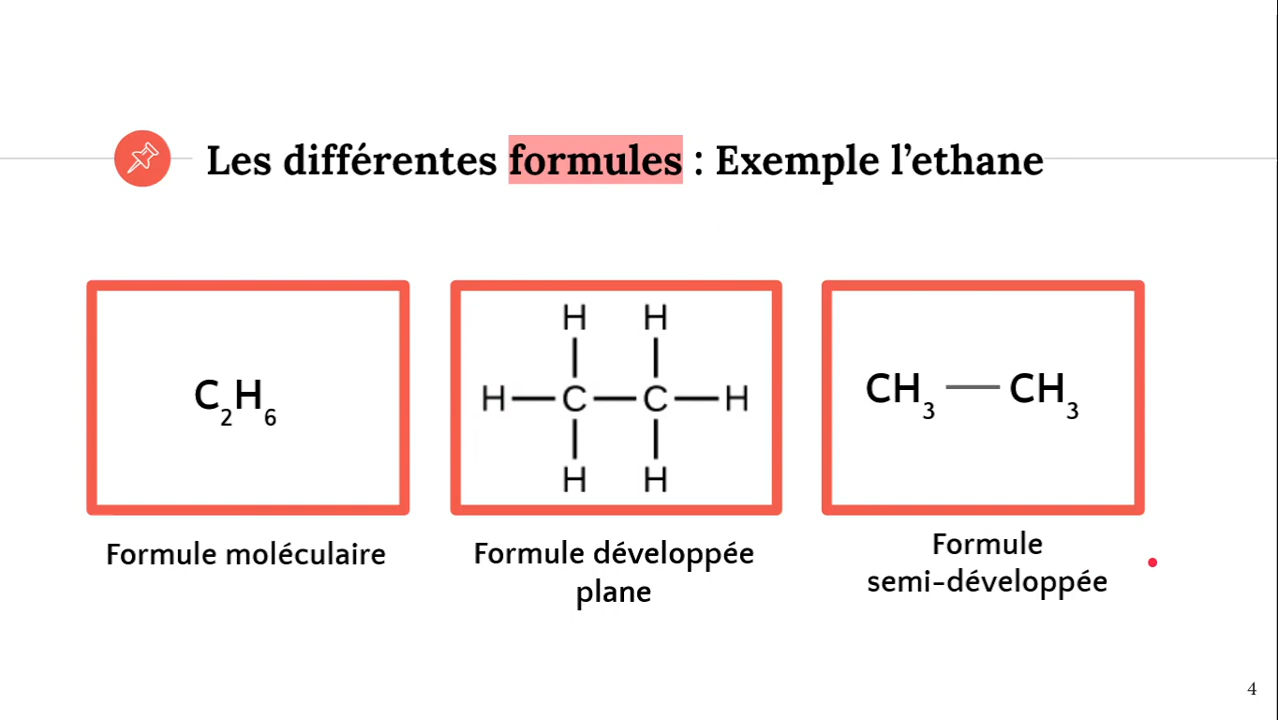 Les différentes formules : Exemple l’ethane
C₂H₆
H H
H—C—C—H
H H
CH₃ — CH₃
Formule moléculaire
Formule développée
plane
Formule
semi-développée
4